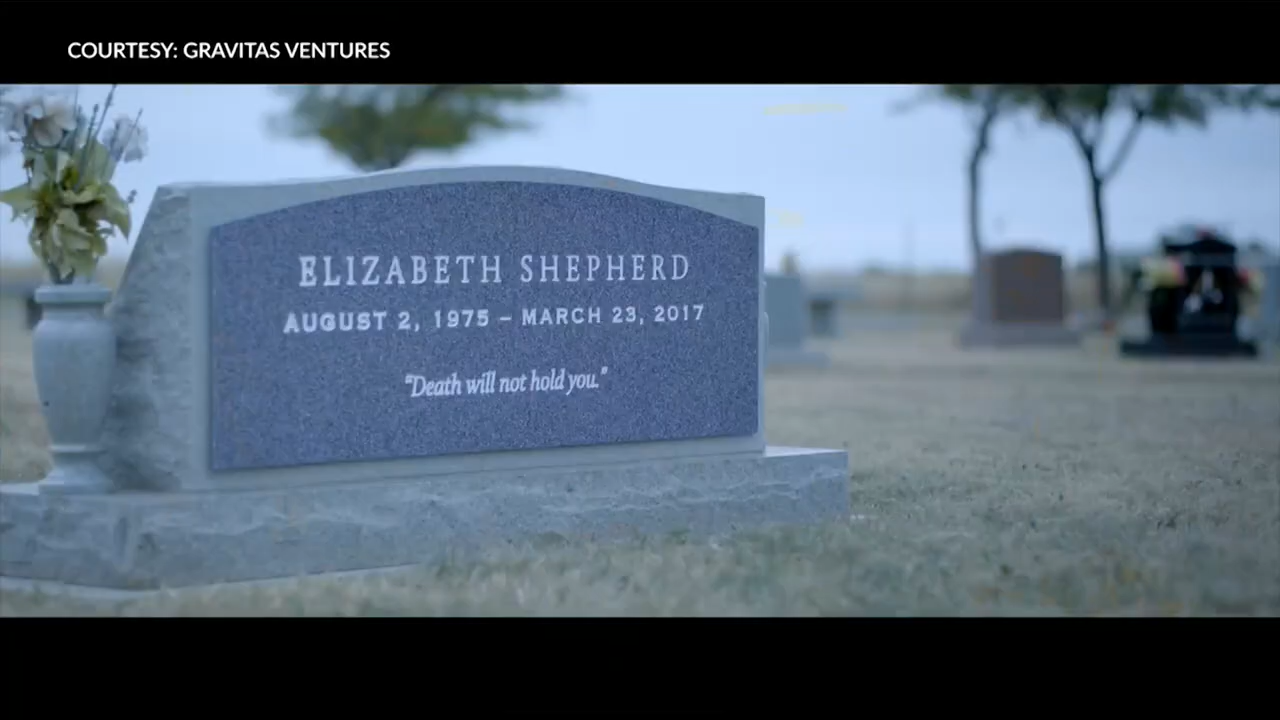 COURTESY: GRAVITAS VENTURES
ELIZABETH SHEPHERD
AUGUST 2, 1975 – MARCH 23, 2017
“Death will not hold you.”